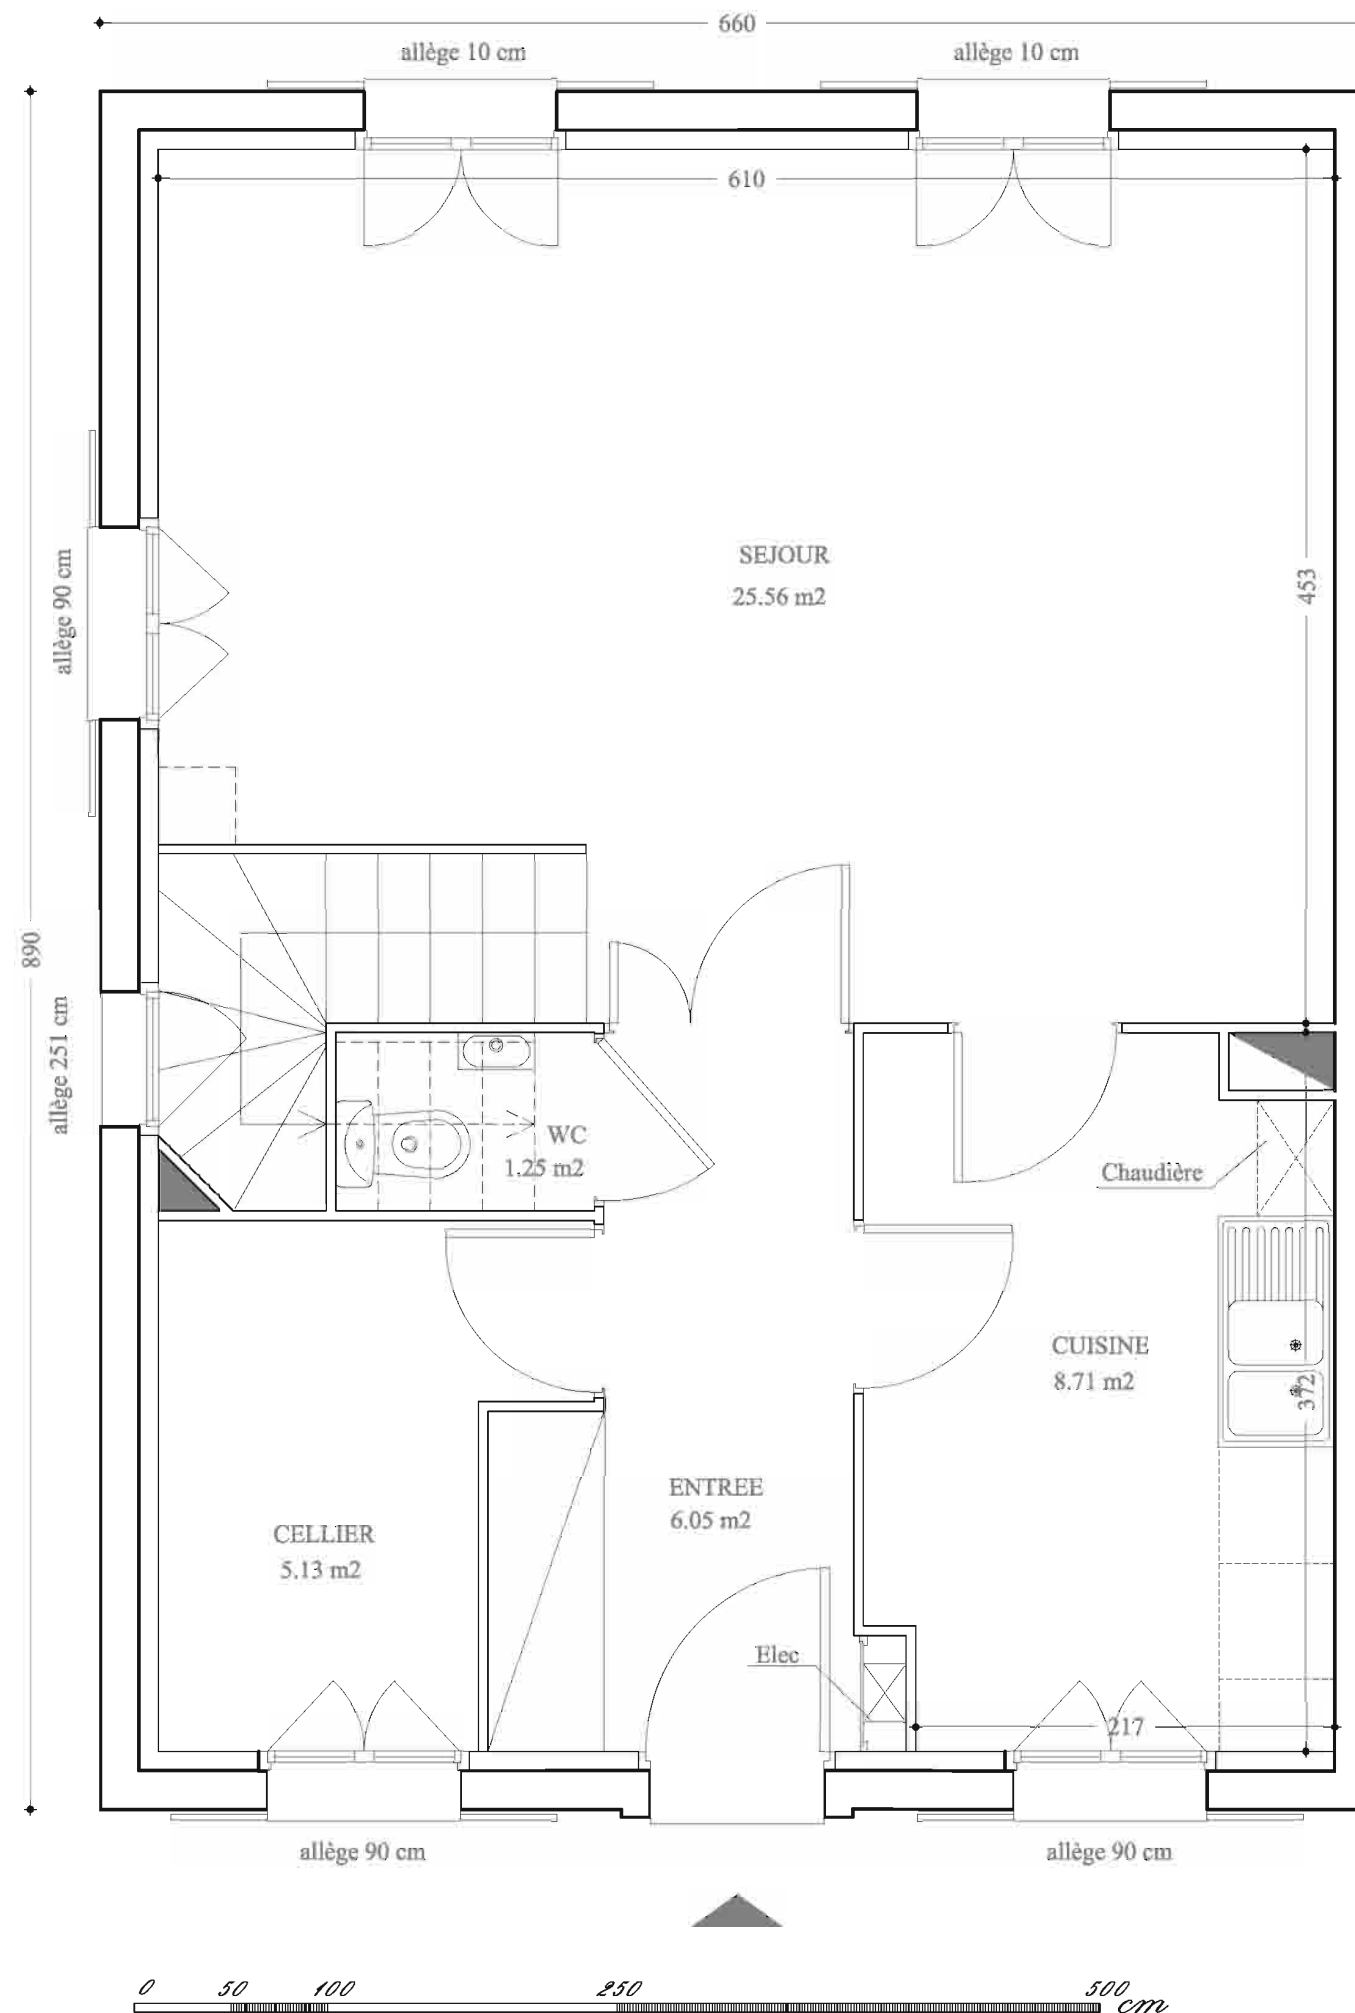 660
allège 10 cm
allège 10 cm
610
SEJOUR
25.56 m2
453
allège 90 cm
890
allège 251 cm
WC
1.25 m2
Chaudière
CUISINE
8.71 m2
372
ENTREE
6.05 m2
CELLIER
5.13 m2
Elec
217
allège 90 cm
allège 90 cm
0 50 100 250 500 cm